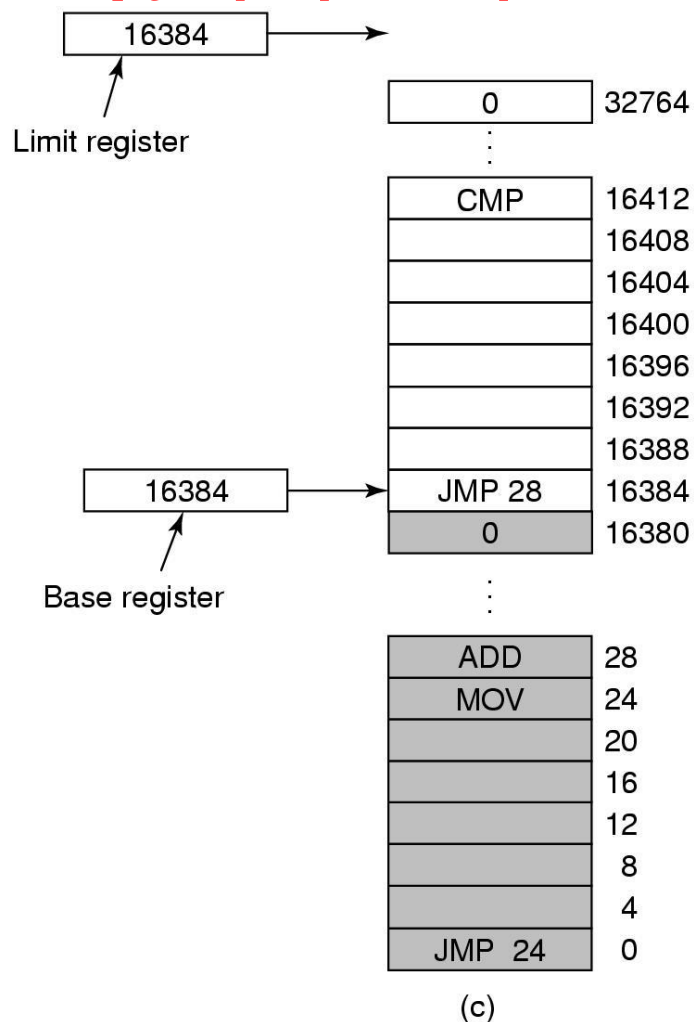 16384
Limit register
0 32764
CMP 16412
16408
16404
16400
16396
16392
16388
16384 JMP 28 16384
0 16380
Base register
ADD 28
MOV 24
20
16
12
8
4
JMP 24 0
(c)